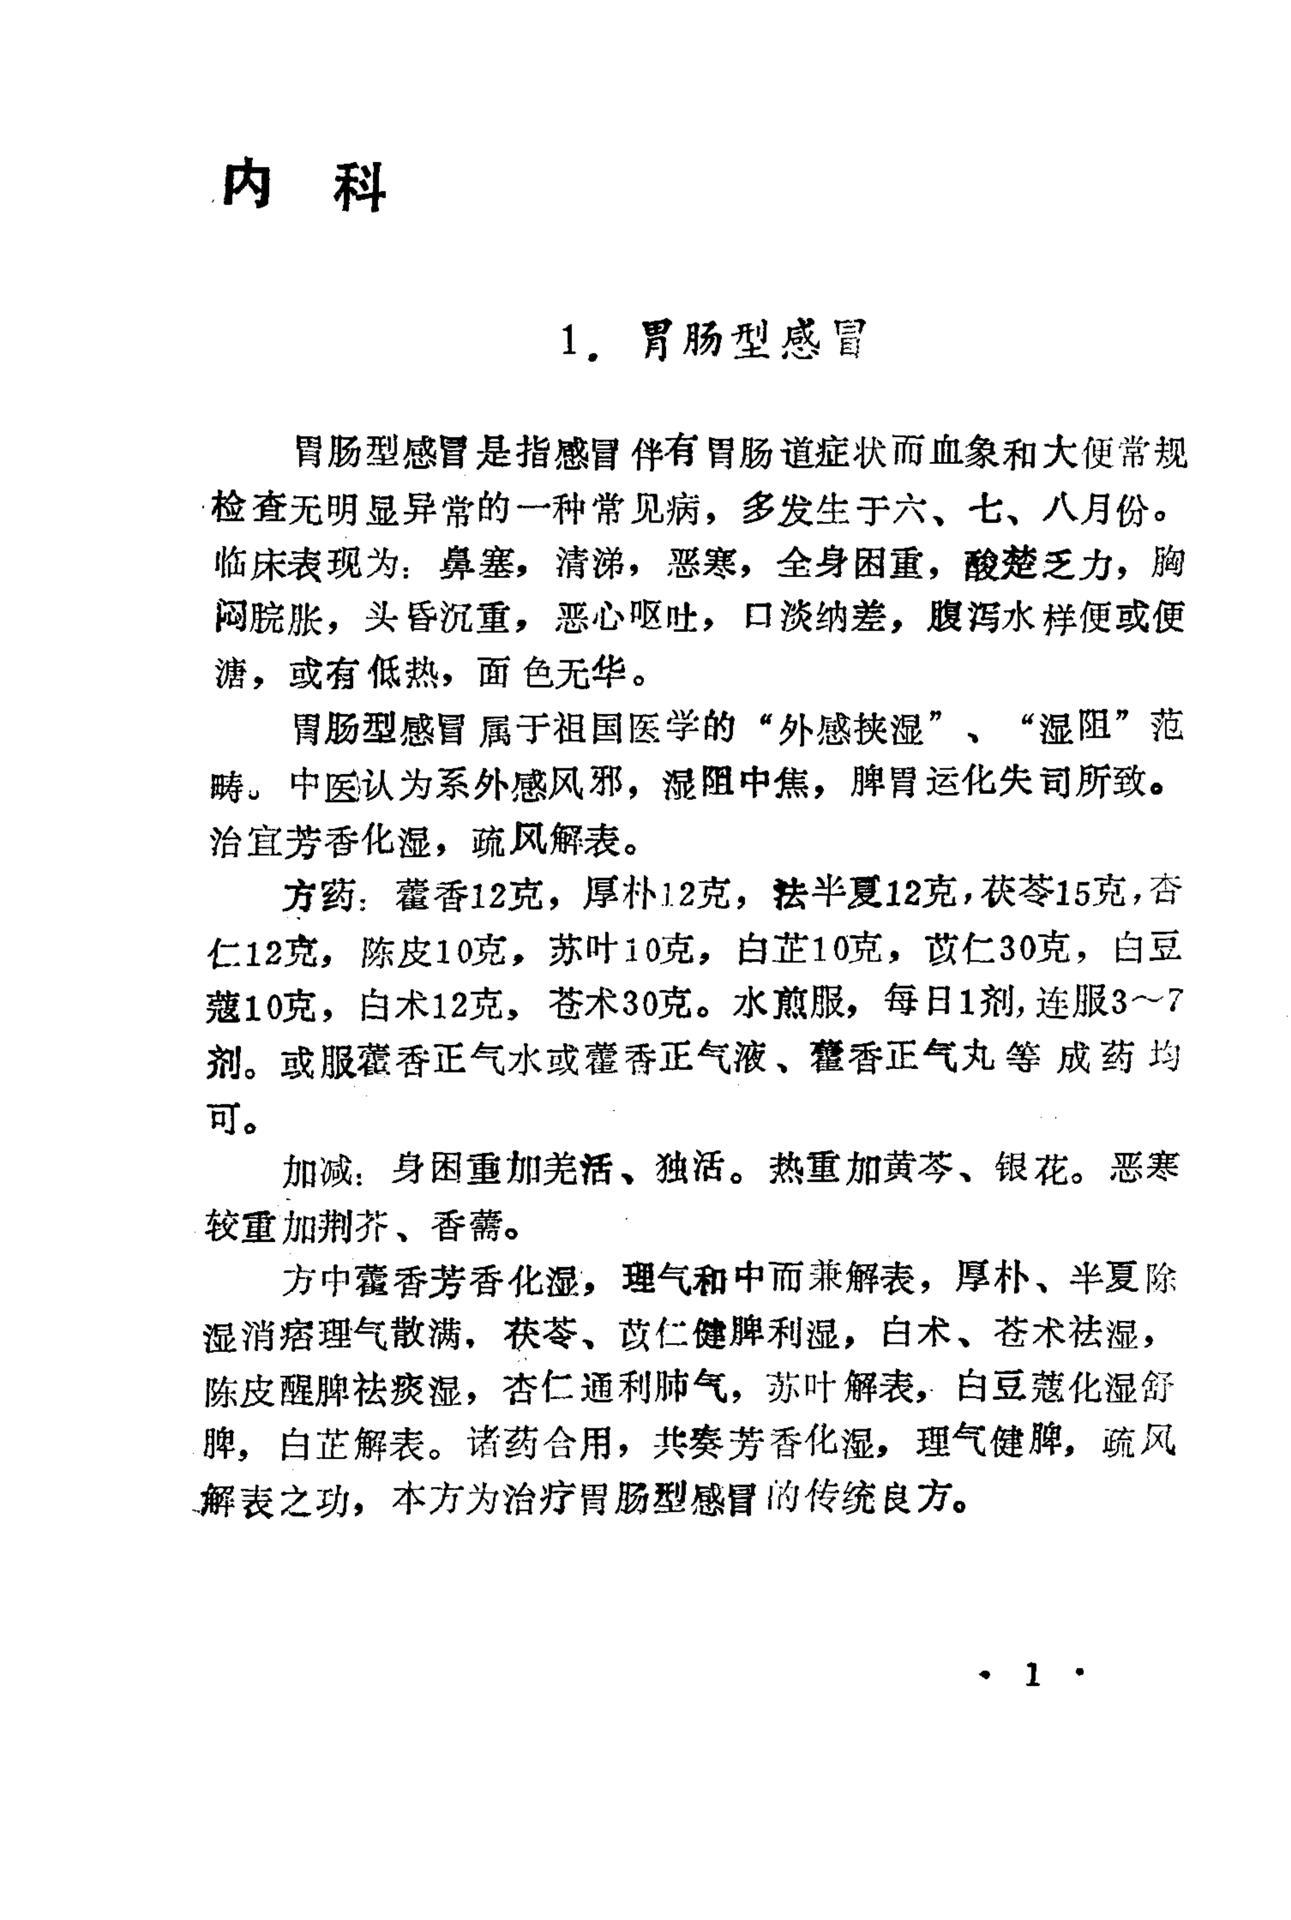 内 科
1. 胃肠型感冒
胃肠型感冒是指感冒伴有胃肠道症状而血象和大便常规
检查无明显异常的一种常见病，多发生于六、七、八月份。
临床表现为：鼻塞，清涕，恶寒，全身困重，酸楚乏力，胸
闷脘胀，头昏沉重，恶心呕吐，口淡纳差，腹泻水样便或便
溏，或有低热，面色无华。
胃肠型感冒属于祖国医学的“外感挟湿”、“湿阻”范
畴。中医认为系外感风邪，湿阻中焦，脾胃运化失司所致。
治宜芳香化湿，疏风解表。
方药：藿香12克，厚朴12克，法半夏12克，茯苓15克，杏
仁12克，陈皮10克，苏叶10克，白芷10克，苡仁30克，白豆
蔻10克，白术12克，苍术30克。水煎服，每日1剂，连服3～7
剂。或服藿香正气水或藿香正气液、藿香正气丸等成药均
可。
加减：身困重加羌活、独活。热重加黄芩、银花。恶寒
较重加荆芥、香薷。
方中藿香芳香化湿，理气和中而兼解表，厚朴、半夏除
湿消痞理气散满，茯苓、苡仁健脾利湿，白术、苍术祛湿，
陈皮醒脾祛痰湿，杏仁通利肺气，苏叶解表，白豆蔻化湿舒
脾，白芷解表。诸药合用，共奏芳香化湿，理气健脾，疏风
解表之功，本方为治疗胃肠型感冒的传统良方。
· 1 ·